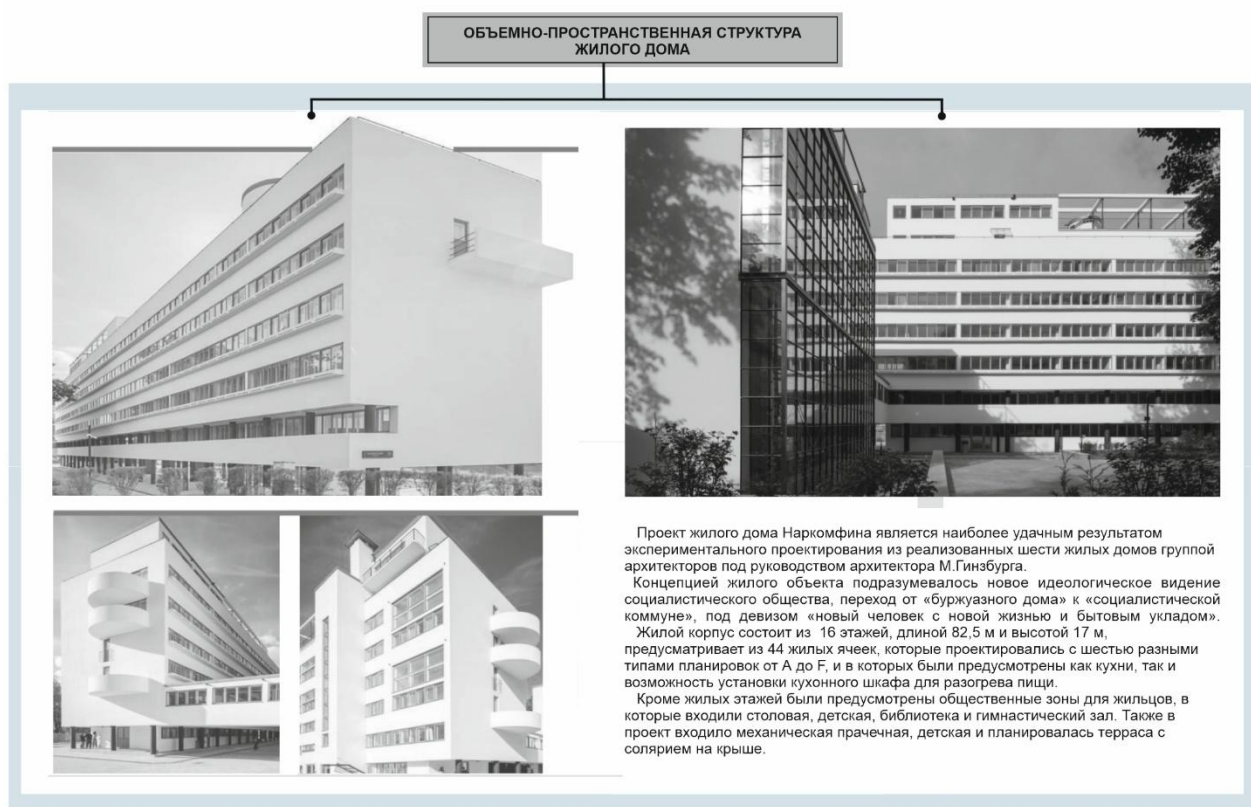 ОБЪЕМНО-ПРОСТРАНСТВЕННАЯ СТРУКТУРА
ЖИЛОГО ДОМА
Проект жилого дома Наркомфина является наиболее удачным результатом
экспериментального проектирования из реализованных шести жилых домов группой
архитекторов под руководством архитектора М.Гинзбурга.
Концепцией жилого объекта подразумевалось новое идеологическое видение
социалистического общества, переход от «буржуазного дома» к «социалистической
коммуне», под девизом «новый человек с новой жизнью и бытовым укладом».
Жилой корпус состоит из 16 этажей, длиной 82,5 м и высотой 17 м,
предусматривает из 44 жилых ячеек, которые проектировались с шестью разными
типами планировок от A до F, и в которых были предусмотрены как кухни, так и
возможность установки кухонного шкафа для разогрева пищи.
Кроме жилых этажей были предусмотрены общественные зоны для жильцов, в
которые входили столовая, детская, библиотека и гимнастический зал. Также в
проект входило механическая прачечная, детская и планировалась терраса с
солярием на крыше.